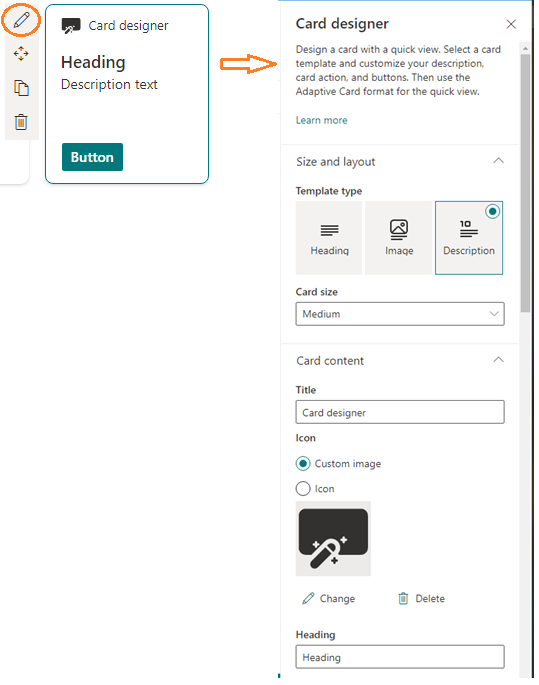 Card designer
Heading
Description text
Button
Card designer
Design a card with a quick view. Select a card
template and customize your description,
card action, and buttons. Then use the
Adaptive Card format for the quick view.
Learn more
Size and layout
Template type
Heading
Image
10
Description
Card size
Medium
Card content
Title
Card designer
Icon
Custom image
Icon
Change
Delete
Heading
Heading